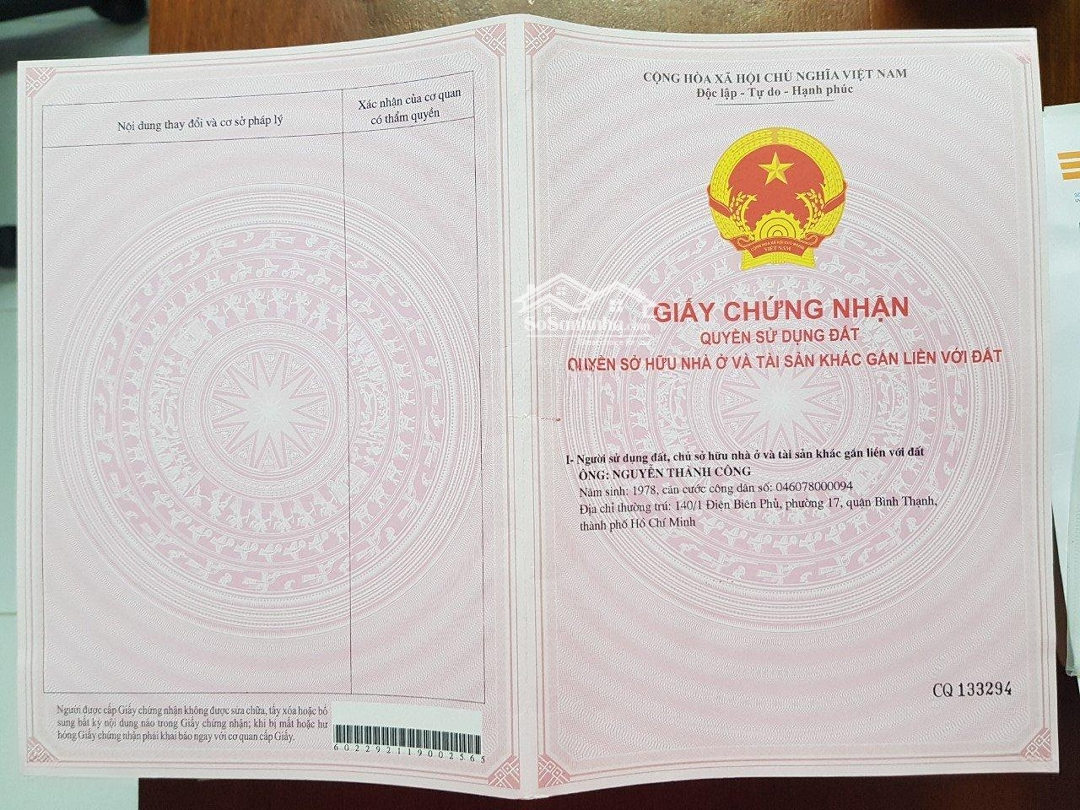 Nội dung thay đổi và cơ sở pháp lý
Xác nhận của cơ quan
có thẩm quyền
Người được cấp Giấy chứng nhận không được sửa chữa, tẩy xóa hoặc bổ
sung bất kỳ nội dung nào trong Giấy chứng nhận; khi bị mất hoặc hư
hỏng Giấy chứng nhận phải khai báo ngay với cơ quan cấp Giấy.
602292119002565
CỘNG HÒA XÃ HỘI CHỦ NGHĨA VIỆT NAM
Độc lập - Tự do - Hạnh phúc
VIỆT NAM
SoSanhnha.com
GIẤY CHỨNG NHẬN
QUYỀN SỬ DỤNG ĐẤT
QUYỀN SỞ HỮU NHÀ Ở VÀ TÀI SẢN KHÁC GẮN LIỀN VỚI ĐẤT
I- Người sử dụng đất, chủ sở hữu nhà ở và tài sản khác gắn liền với đất
ÔNG: NGUYỄN THÀNH CÔNG
Năm sinh: 1978, căn cước công dân số: 046078000094
Địa chỉ thường trú: 140/1 Điện Biên Phủ, phường 17, quận Bình Thạnh,
thành phố Hồ Chí Minh
CQ 133294